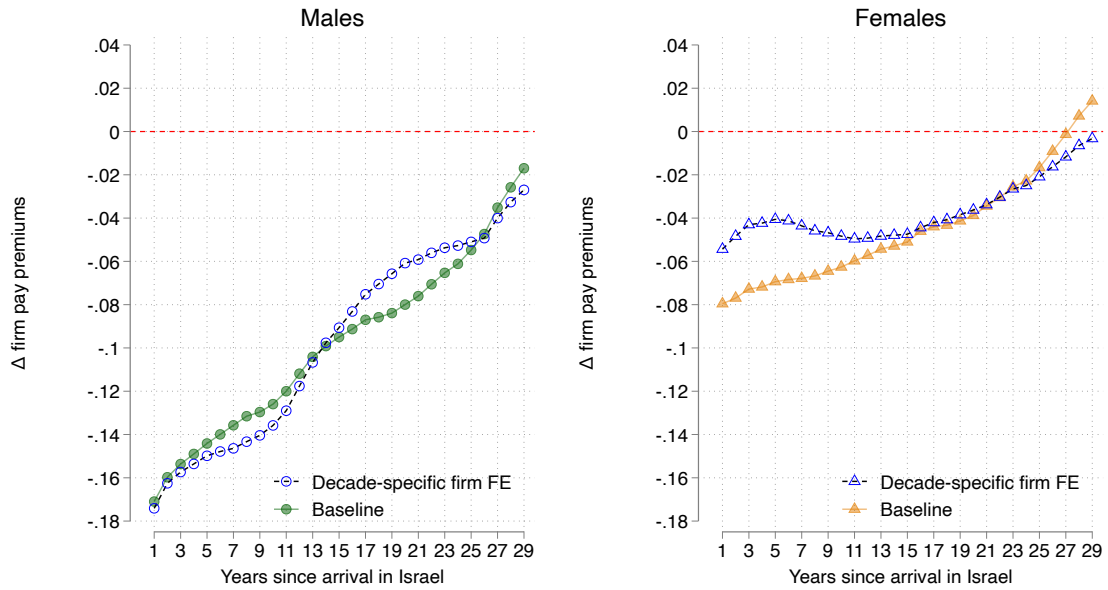 Males
Δ firm pay premiums
.04
.02
0
-.02
-.04
-.06
-.08
-.1
-.12
-.14
-.16
-.18
Decade-specific firm FE
Baseline
1 3 5 7 9 11 13 15 17 19 21 23 25 27 29
Years since arrival in Israel
Females
Δ firm pay premiums
.04
.02
0
-.02
-.04
-.06
-.08
-.1
-.12
-.14
-.16
-.18
Decade-specific firm FE
Baseline
1 3 5 7 9 11 13 15 17 19 21 23 25 27 29
Years since arrival in Israel